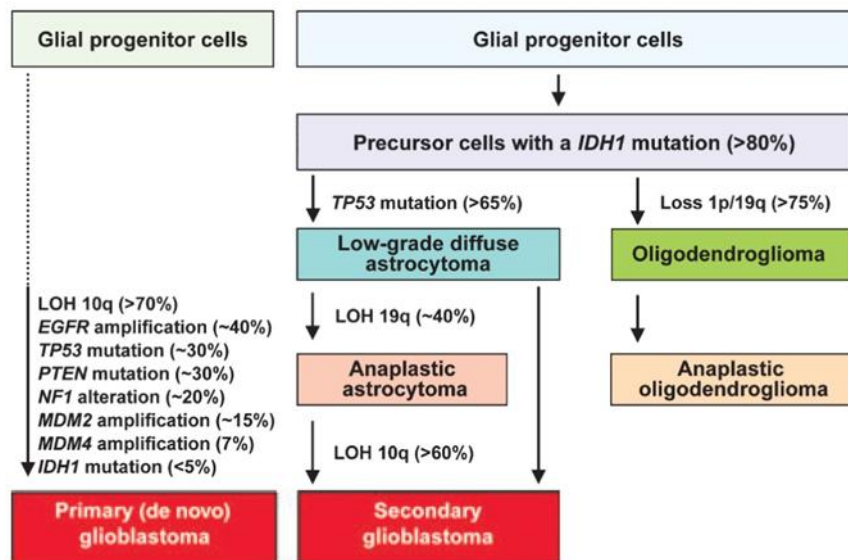 Glial progenitor cells
LOH 10q (>70%)
EGFR amplification (~40%)
TP53 mutation (~30%)
PTEN mutation (~30%)
NF1 alteration (~20%)
MDM2 amplification (~15%)
MDM4 amplification (7%)
IDH1 mutation (<5%)
Primary (de novo)
glioblastoma
Glial progenitor cells
Precursor cells with a IDH1 mutation (>80%)
TP53 mutation (>65%)
Low-grade diffuse
astrocytoma
LOH 19q (~40%)
Anaplastic
astrocytoma
LOH 10q (>60%)
Secondary
glioblastoma
Loss 1p/19q (>75%)
Oligodendroglioma
Anaplastic
oligodendroglioma